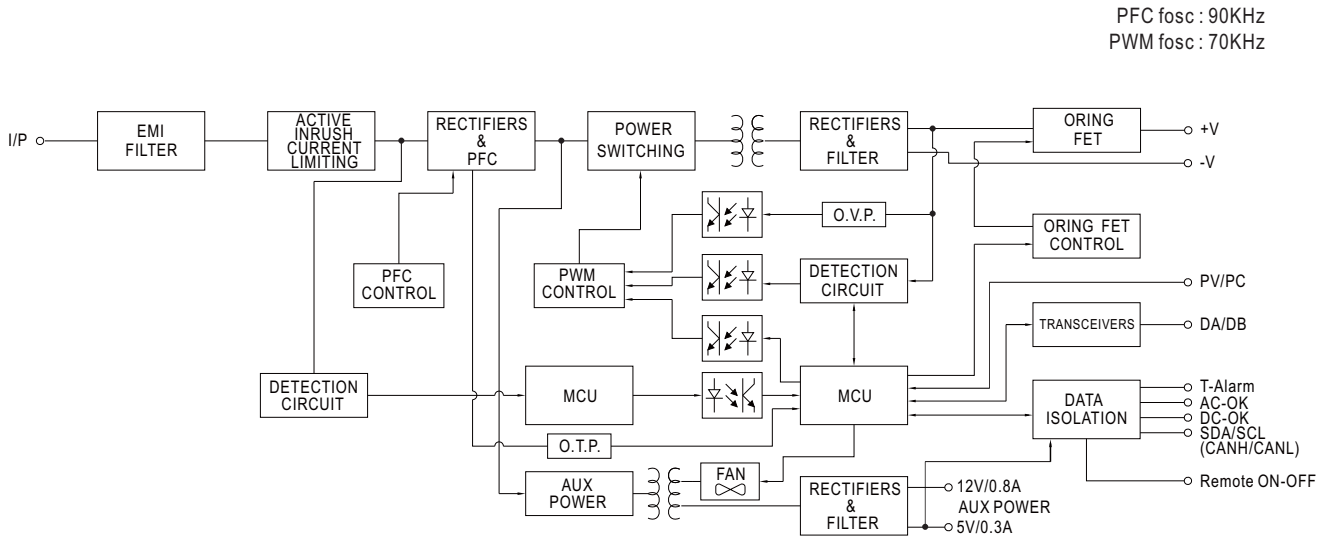 PFC fosc : 90KHz
PWM fosc : 70KHz
I/P
EMI
FILTER
ACTIVE
INRUSH
CURRENT
LIMITING
RECTIFIERS
&
PFC
POWER
SWITCHING
RECTIFIERS
&
FILTER
ORING
FET
+V
-V
O.V.P.
ORING FET
CONTROL
PFC
CONTROL
PWM
CONTROL
DETECTION
CIRCUIT
PV/PC
TRANSCEIVERS
DA/DB
DETECTION
CIRCUIT
MCU
MCU
DATA
ISOLATION
T-Alarm
AC-OK
DC-OK
SDA/SCL
(CANH/CANL)
O.T.P.
Remote ON-OFF
AUX
POWER
FAN
RECTIFIERS
&
FILTER
12V/0.8A
AUX POWER
5V/0.3A